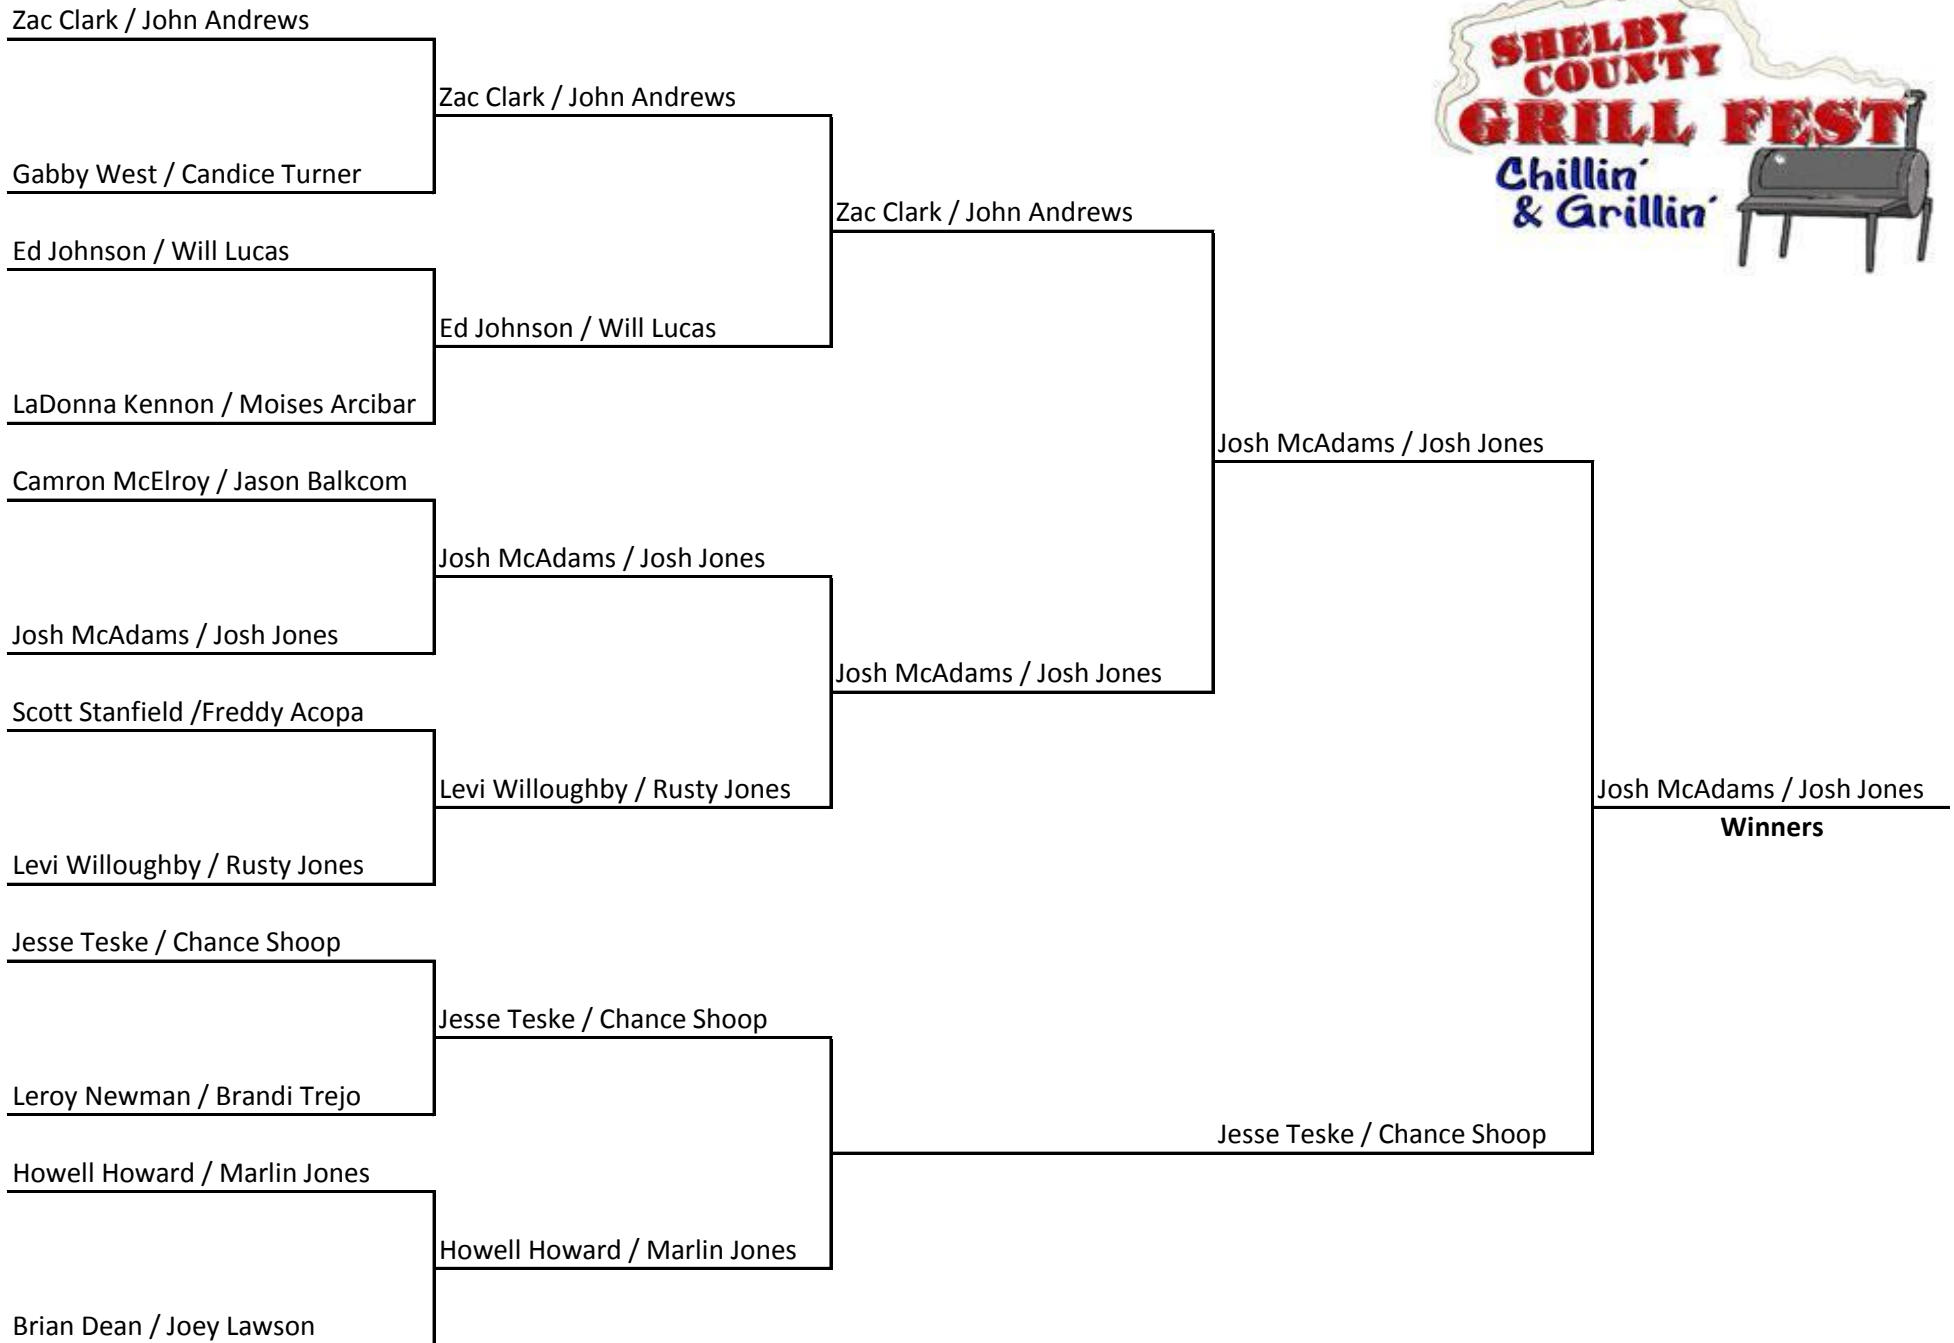 Zac Clark / John Andrews
Gabby West / Candice Turner
Ed Johnson / Will Lucas
LaDonna Kennon / Moises Arcibar
Camron McElroy / Jason Balkcom
Josh McAdams / Josh Jones
Scott Stanfield /Freddy Acopa
Levi Willoughby / Rusty Jones
Jesse Teske / Chance Shoop
Leroy Newman / Brandi Trejo
Howell Howard / Marlin Jones
Brian Dean / Joey Lawson
Zac Clark / John Andrews
Ed Johnson / Will Lucas
Josh McAdams / Josh Jones
Levi Willoughby / Rusty Jones
Jesse Teske / Chance Shoop
Howell Howard / Marlin Jones
Zac Clark / John Andrews
Josh McAdams / Josh Jones
Josh McAdams / Josh Jones
Jesse Teske / Chance Shoop
Josh McAdams / Josh Jones
Winners
SHELBY
COUNTY
GRILL FEST
Chillin´
& Grillin´